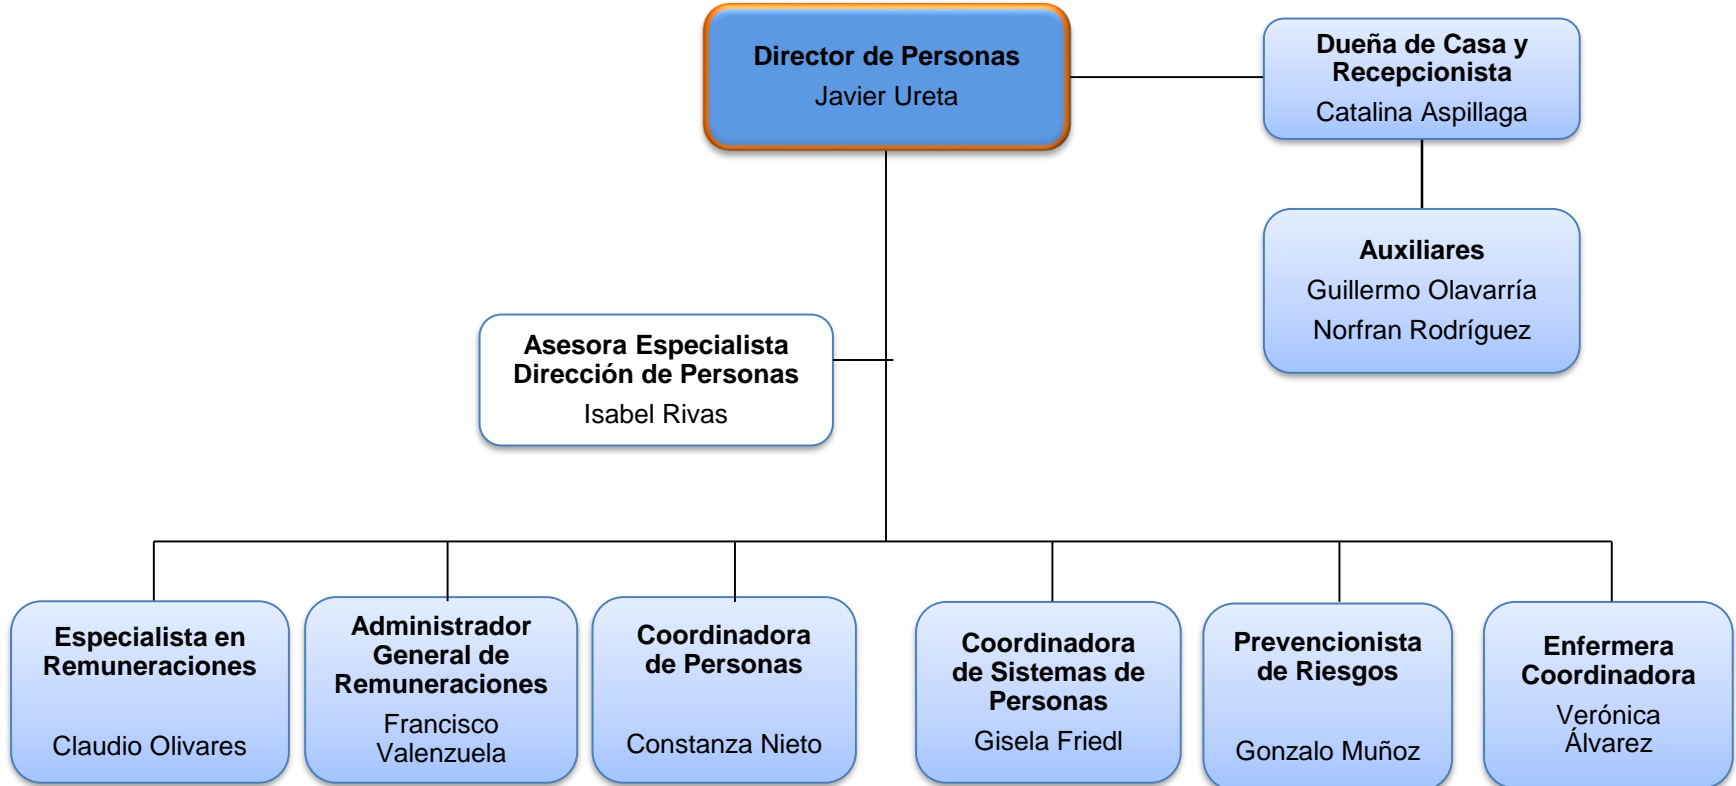 Director de Personas
Javier Ureta
Dueña de Casa y
Recepcionista
Catalina Aspillaga
Auxiliares
Guillermo Olavarría
Norfran Rodríguez
Asesora Especialista
Dirección de Personas
Isabel Rivas
Especialista en
Remuneraciones
Claudio Olivares
Administrador
General de
Remuneraciones
Francisco
Valenzuela
Coordinadora
de Personas
Constanza Nieto
Coordinadora
de Sistemas de
Personas
Gisela Friedl
Prevencionista
de Riesgos
Gonzalo Muñoz
Enfermera
Coordinadora
Verónica
Álvarez